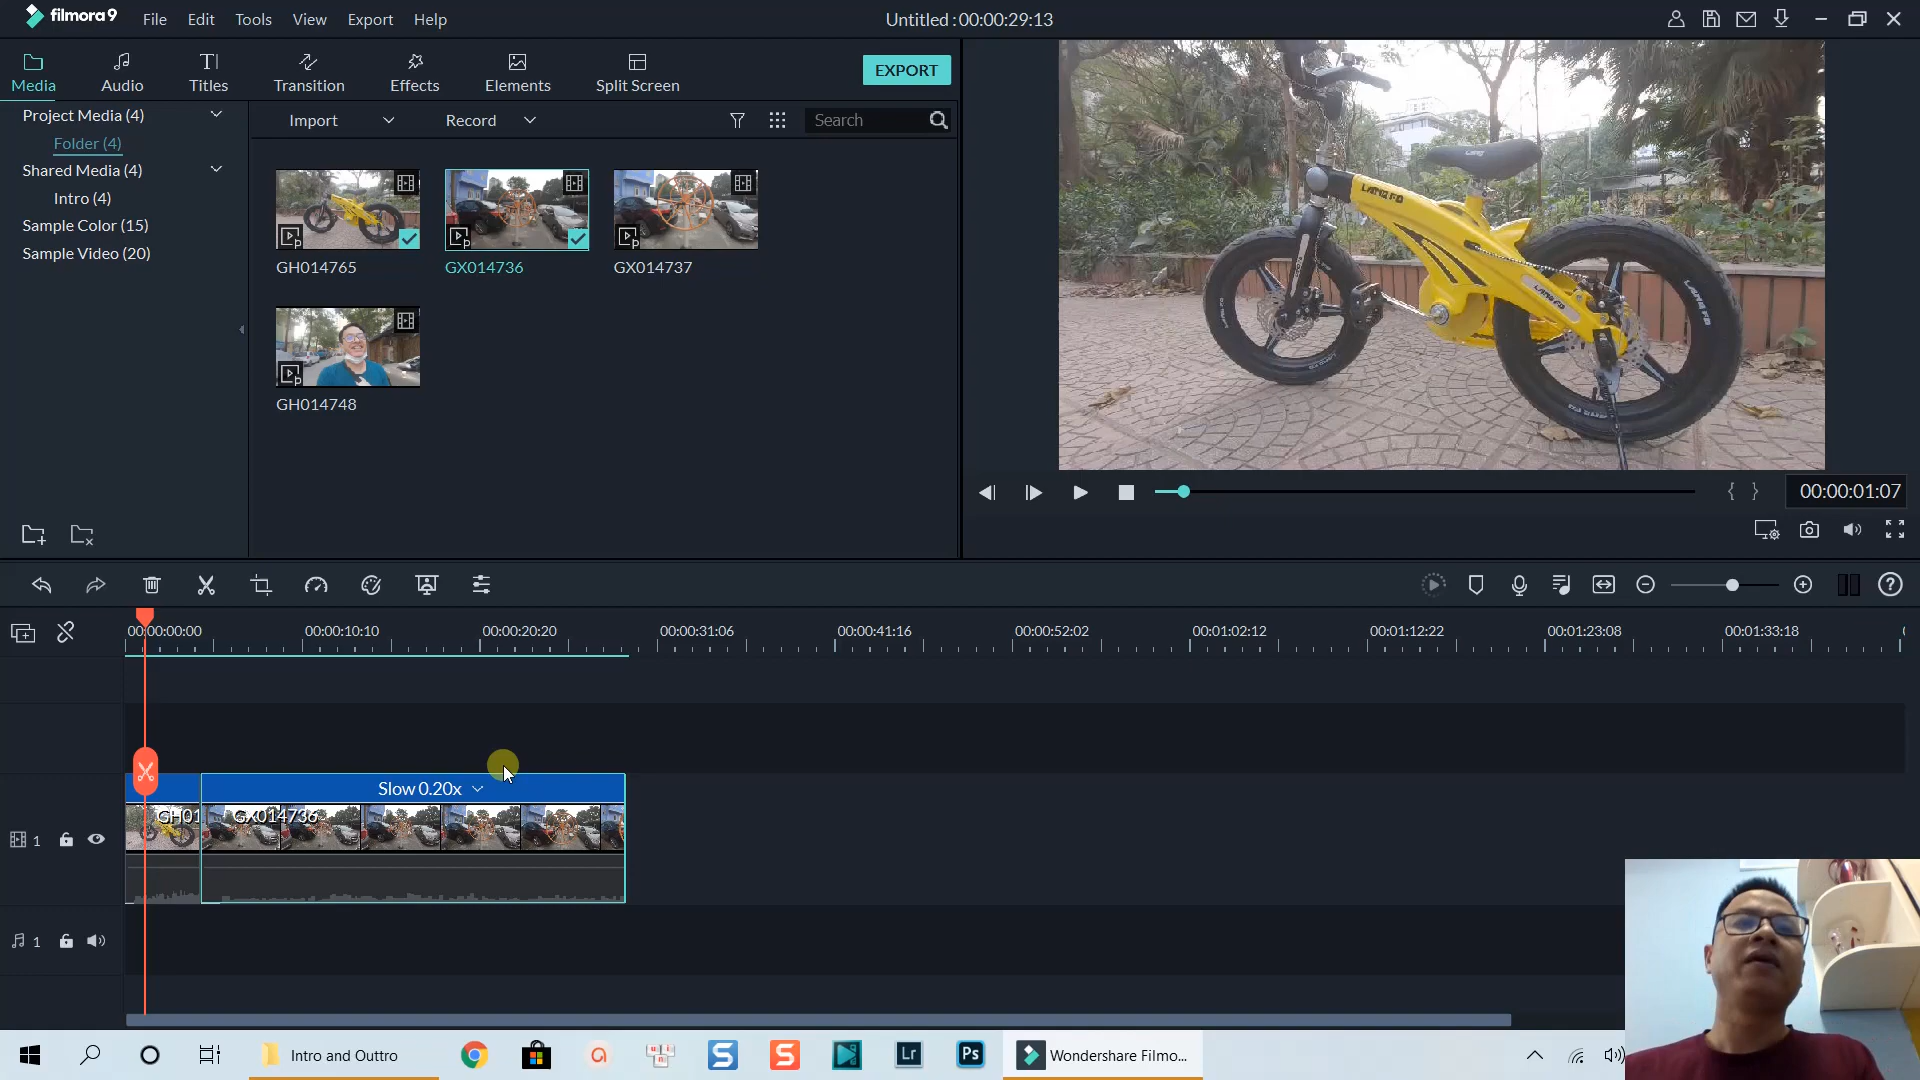 filmora9
File Edit Tools View Export Help
Untitled : 00:00:29:13
Media Audio Titles Transition Effects Elements Split Screen
EXPORT
Project Media (4)
Folder (4)
Shared Media (4)
Intro (4)
Sample Color (15)
Sample Video (20)
Import Record Search
GH014765 GX014736 GX014737
GH014748
LANG FD
00:00:01:07
00:00:00:00 00:00:10:10 00:00:20:20 00:00:31:06 00:00:41:16 00:00:52:02 00:01:02:12 00:01:12:22 00:01:23:08 00:01:33:18
Slow 0.20x
GH01 GX014736
1
1
Intro and Outtro
Lr
Ps
Wondershare Filmo...